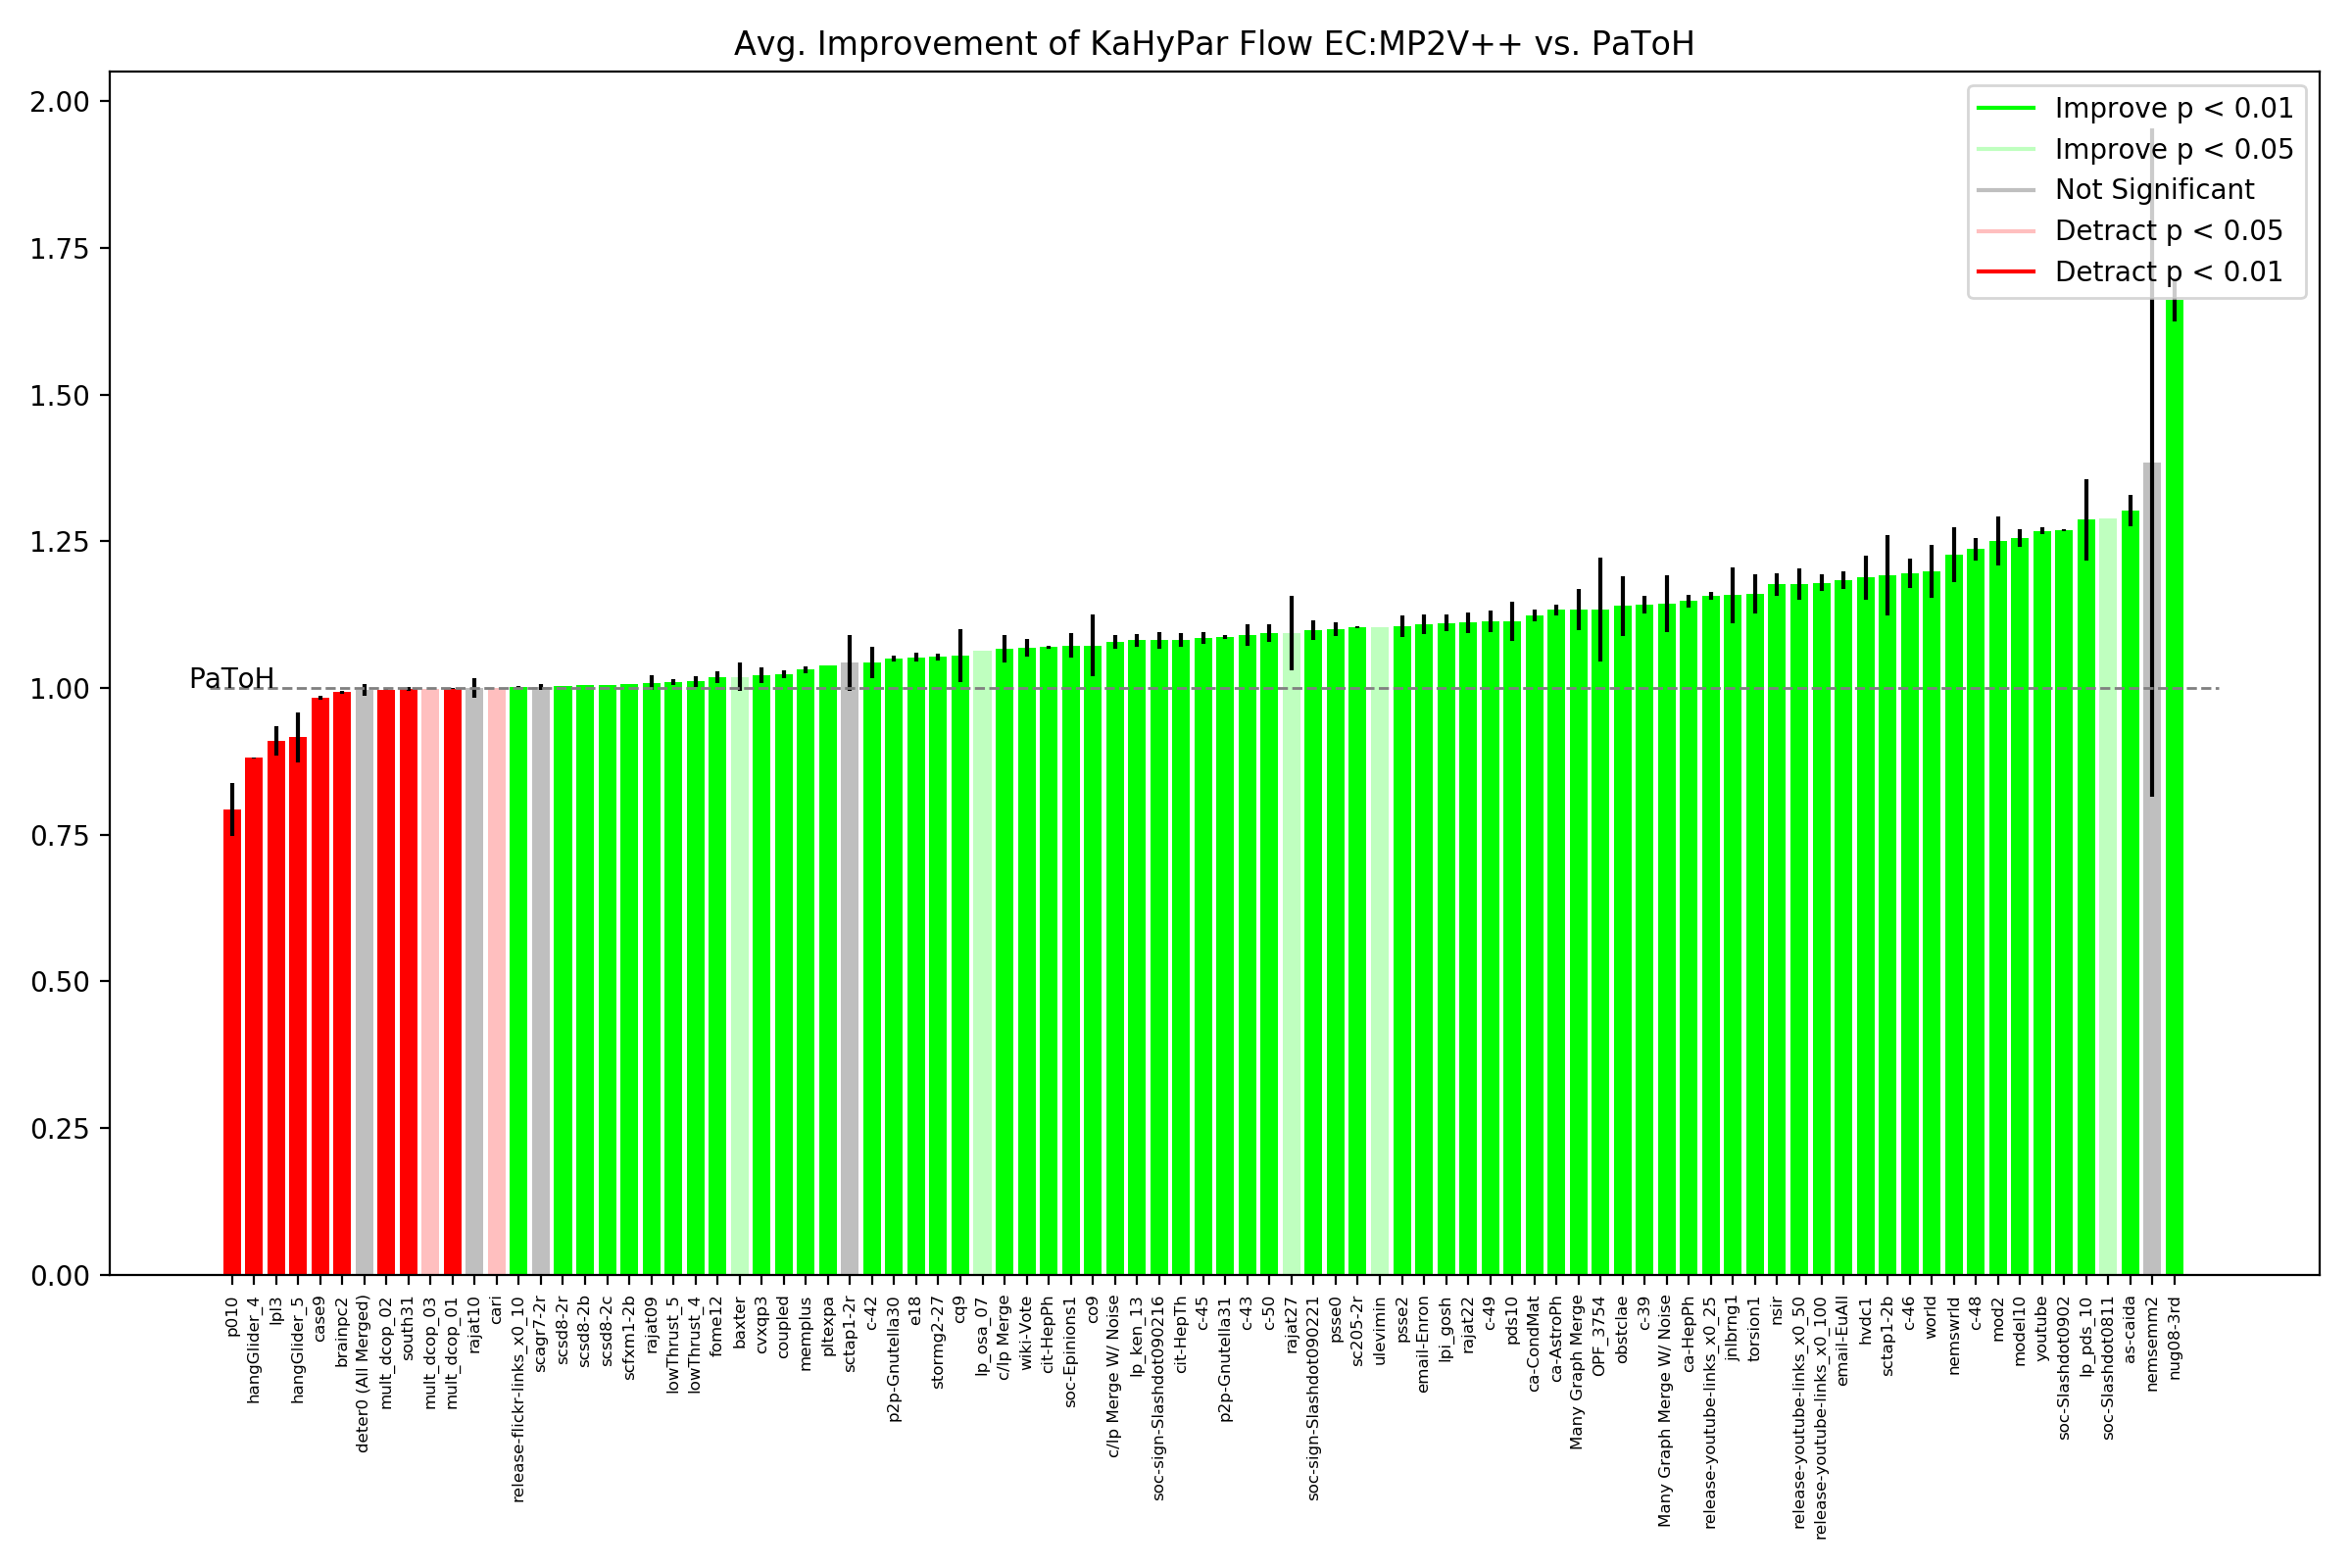 Avg. Improvement of KaHyPar Flow EC:MP2V++ vs. PaToH
2.00
1.75
1.50
1.25
1.00
0.75
0.50
0.25
0.00
PaToH
Improve p < 0.01
Improve p < 0.05
Not Significant
Detract p < 0.05
Detract p < 0.01
p010
hangGlider_4
lpl3
hangGlider_5
case9
brainpc2
deter0 (All Merged)
mult_dcop_02
south31
mult_dcop_03
mult_dcop_01
rajat10
cari
release-flickr-links_x0_10
scagr7-2r
scsd8-2r
scsd8-2b
scsd8-2c
scfxm1-2b
rajat09
lowThrust_5
lowThrust_4
fome12
baxter
cvxqp3
coupled
memplus
pltexpa
sctap1-2r
c-42
p2p-Gnutella30
e18
stormg2-27
cq9
lp_osa_07
c/lp Merge
wiki-Vote
cit-HepPh
soc-Epinions1
co9
c/lp Merge W/ Noise
lp_ken_13
soc-sign-Slashdot090216
cit-HepTh
c-45
p2p-Gnutella31
c-43
c-50
rajat27
soc-sign-Slashdot090221
psse0
sc205-2r
ulevimin
psse2
email-Enron
lpi_gosh
rajat22
c-49
pds10
ca-CondMat
ca-AstroPh
Many Graph Merge
OPF_3754
obstclae
c-39
Many Graph Merge W/ Noise
ca-HepPh
release-youtube-links_x0_25
jnlbrng1
torsion1
nsir
release-youtube-links_x0_50
release-youtube-links_x0_100
email-EuAll
hvdc1
sctap1-2b
c-46
world
nemswrld
c-48
mod2
model10
youtube
soc-Slashdot0902
lp_pds_10
soc-Slashdot0811
as-caida
nemsemm2
nug08-3rd